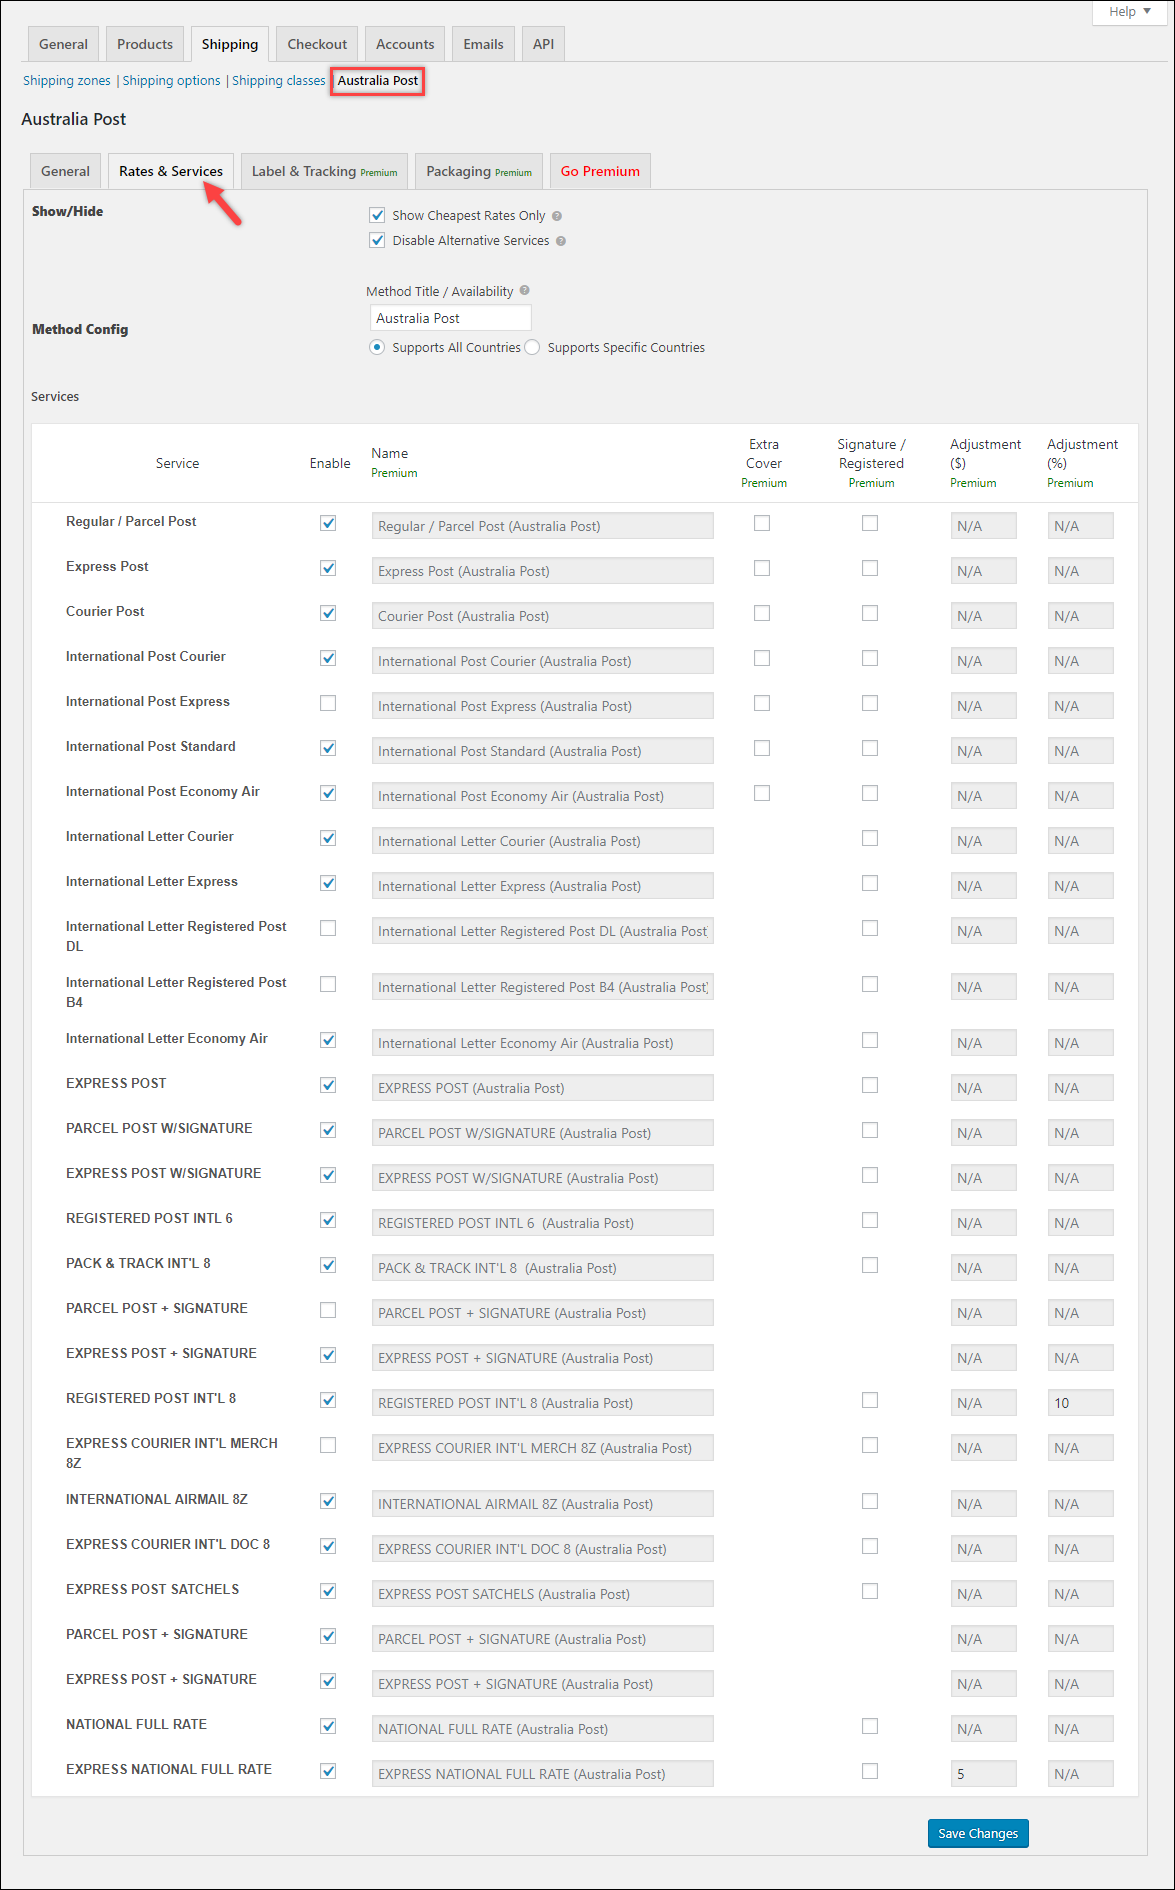 Help
General Products Shipping Checkout Accounts Emails API
Shipping zones | Shipping options | Shipping classes Australia Post
Australia Post
General Rates & Services Label & Tracking Premium Packaging Premium Go Premium
Show/Hide
Show Cheapest Rates Only ?
Disable Alternative Services ?
Method Title / Availability ?
Australia Post
Method Config
Supports All Countries Supports Specific Countries
Services
Service Enable Name Premium Extra Cover Premium Signature / Registered Premium Adjustment ($) Premium Adjustment (%) Premium
Regular / Parcel Post Regular / Parcel Post (Australia Post) N/A N/A
Express Post Express Post (Australia Post) N/A N/A
Courier Post Courier Post (Australia Post) N/A N/A
International Post Courier International Post Courier (Australia Post) N/A N/A
International Post Express International Post Express (Australia Post) N/A N/A
International Post Standard International Post Standard (Australia Post) N/A N/A
International Post Economy Air International Post Economy Air (Australia Post) N/A N/A
International Letter Courier International Letter Courier (Australia Post) N/A N/A
International Letter Express International Letter Express (Australia Post) N/A N/A
International Letter Registered Post DL International Letter Registered Post DL (Australia Post N/A N/A
International Letter Registered Post B4 International Letter Registered Post B4 (Australia Post) N/A N/A
International Letter Economy Air International Letter Economy Air (Australia Post) N/A N/A
EXPRESS POST EXPRESS POST (Australia Post) N/A N/A
PARCEL POST W/SIGNATURE PARCEL POST W/SIGNATURE (Australia Post) N/A N/A
EXPRESS POST W/SIGNATURE EXPRESS POST W/SIGNATURE (Australia Post) N/A N/A
REGISTERED POST INTL 6 REGISTERED POST INTL 6 (Australia Post) N/A N/A
PACK & TRACK INT'L 8 PACK & TRACK INT'L 8 (Australia Post) N/A N/A
PARCEL POST + SIGNATURE PARCEL POST + SIGNATURE (Australia Post) N/A N/A
EXPRESS POST + SIGNATURE EXPRESS POST + SIGNATURE (Australia Post) N/A N/A
REGISTERED POST INT'L 8 REGISTERED POST INT'L 8 (Australia Post) N/A 10
EXPRESS COURIER INT'L MERCH 8Z EXPRESS COURIER INT'L MERCH 8Z (Australia Post) N/A N/A
INTERNATIONAL AIRMAIL 8Z INTERNATIONAL AIRMAIL 8Z (Australia Post) N/A N/A
EXPRESS COURIER INT'L DOC 8 EXPRESS COURIER INT'L DOC 8 (Australia Post) N/A N/A
EXPRESS POST SATCHELS EXPRESS POST SATCHELS (Australia Post) N/A N/A
PARCEL POST + SIGNATURE PARCEL POST + SIGNATURE (Australia Post) N/A N/A
EXPRESS POST + SIGNATURE EXPRESS POST + SIGNATURE (Australia Post) N/A N/A
NATIONAL FULL RATE NATIONAL FULL RATE (Australia Post) N/A N/A
EXPRESS NATIONAL FULL RATE EXPRESS NATIONAL FULL RATE (Australia Post) 5 N/A
Save Changes